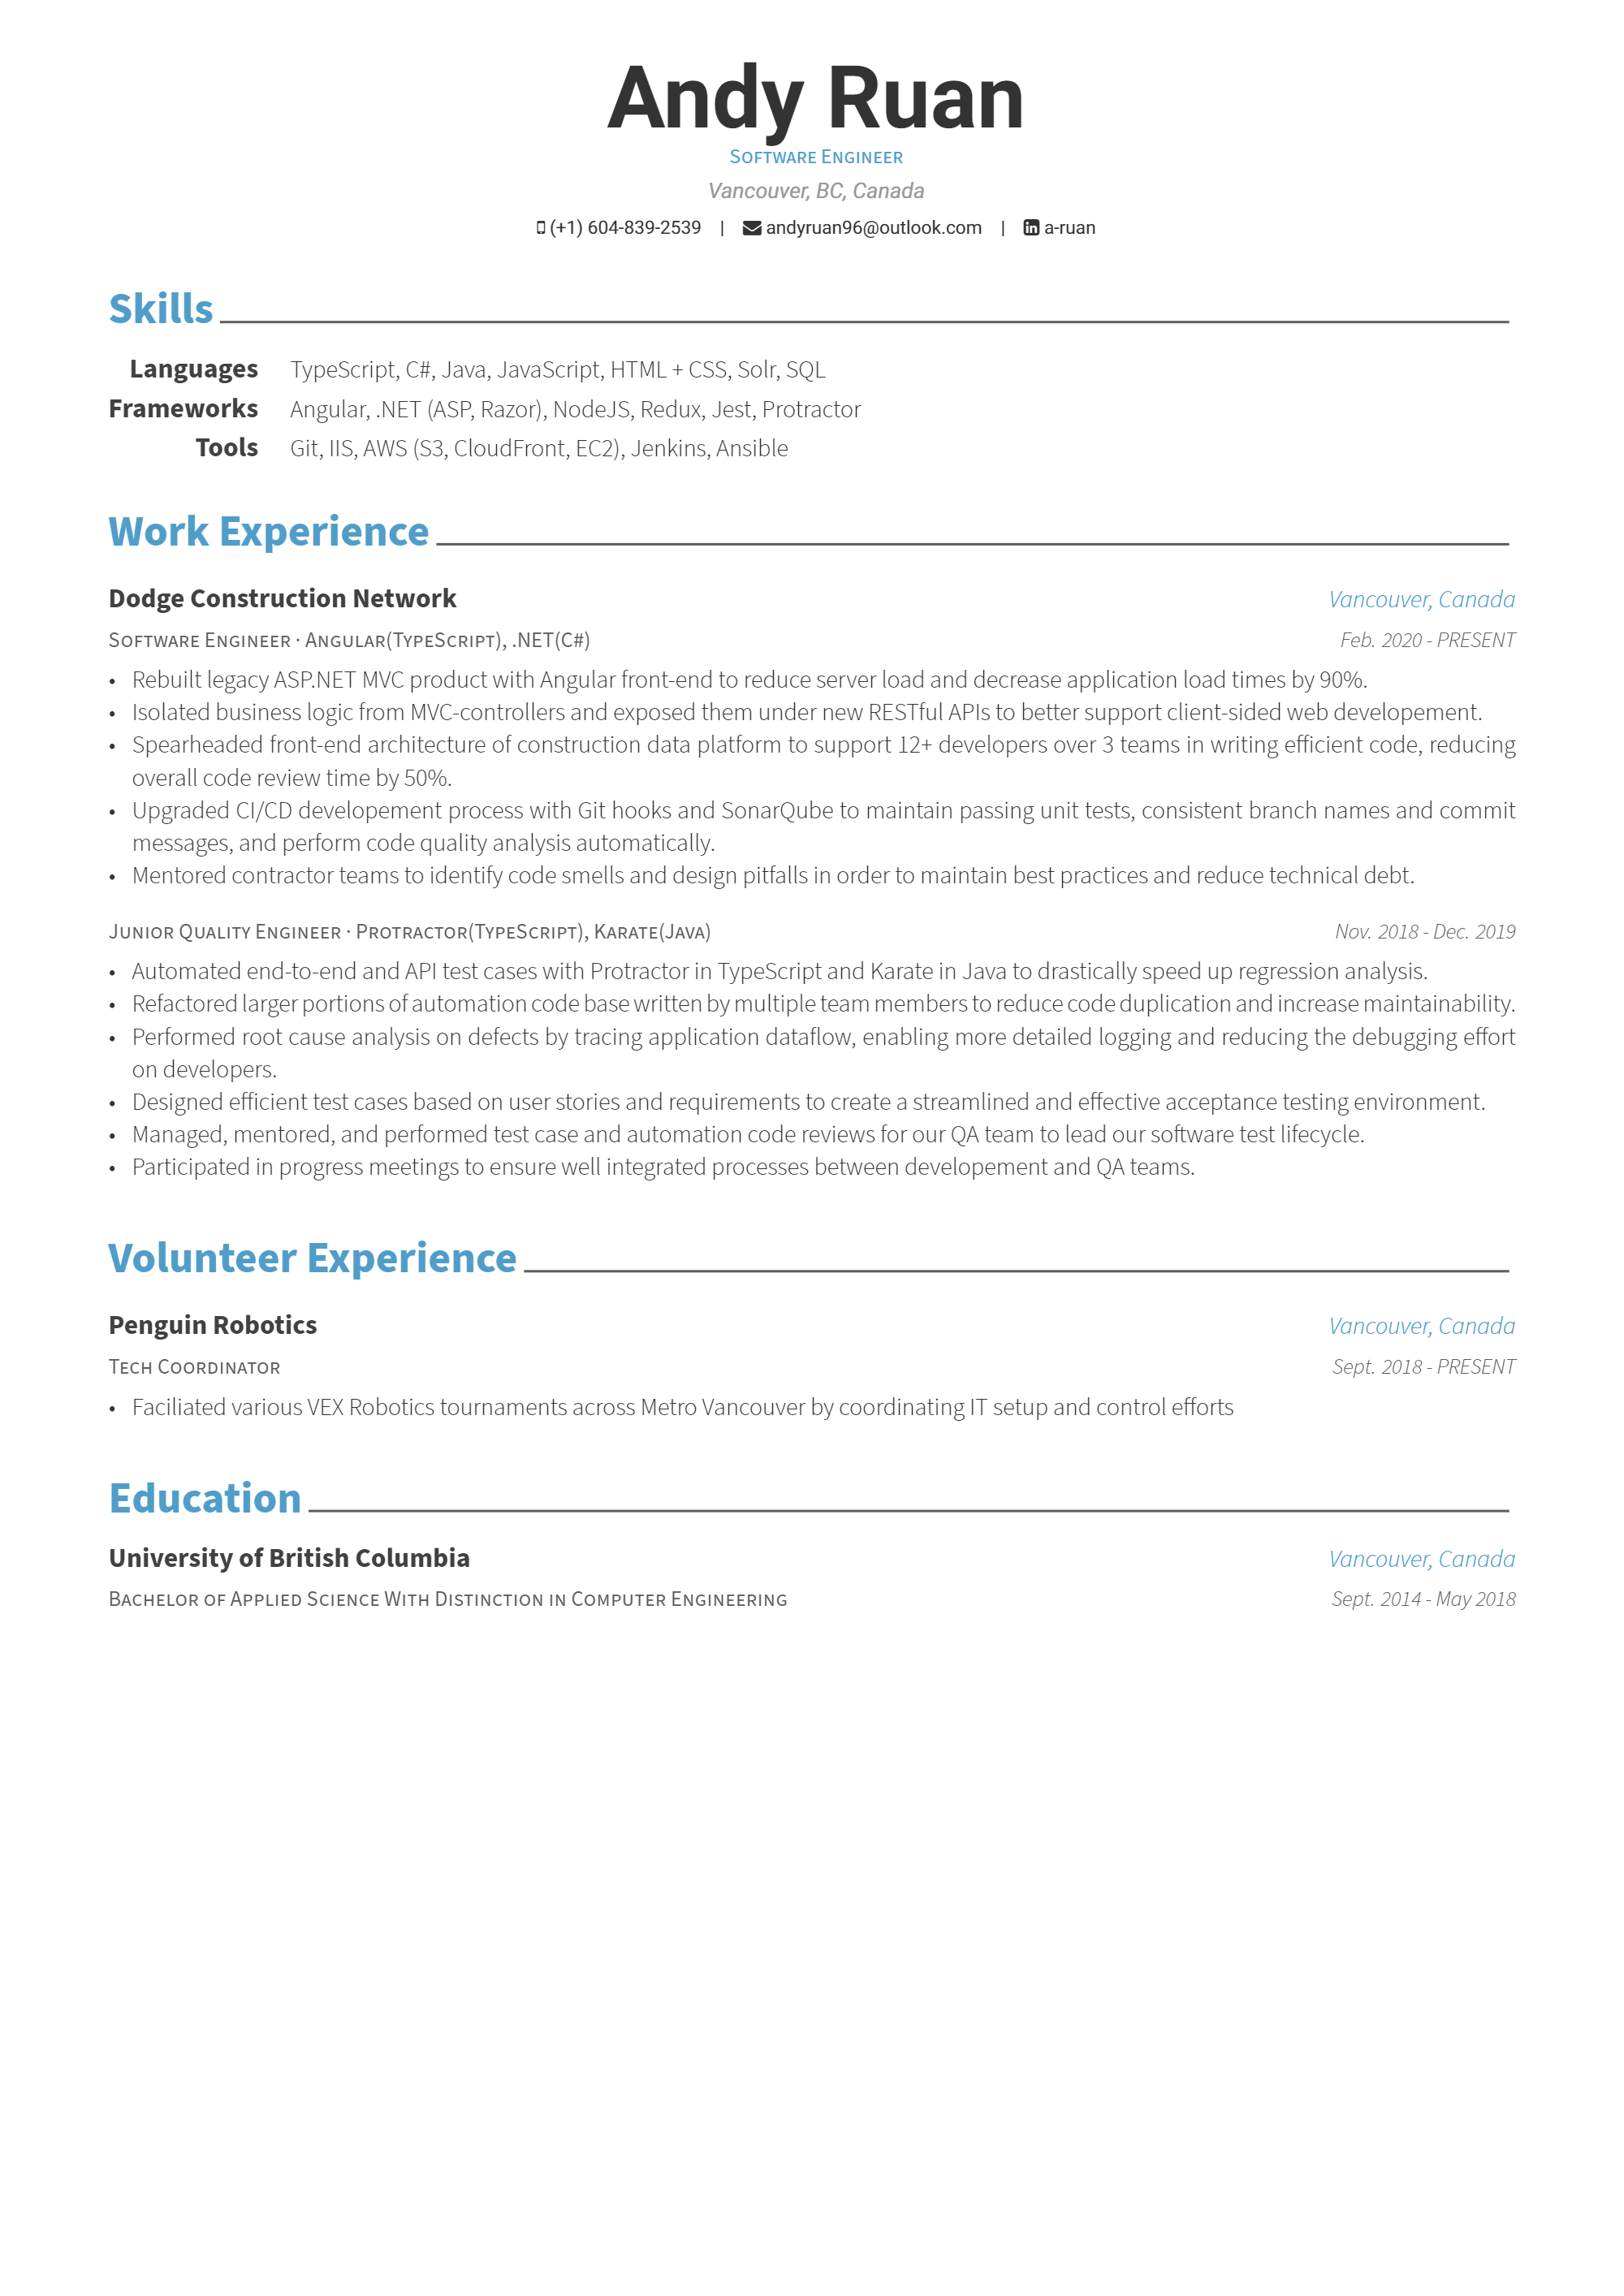 Andy Ruan
Software Engineer
Vancouver, BC, Canada
(+1) 604-839-2539 | andyruan96@outlook.com | a-ruan
Skills
Languages TypeScript, C#, Java, JavaScript, HTML + CSS, Solr, SQL
Frameworks Angular, .NET (ASP, Razor), NodeJS, Redux, Jest, Protractor
Tools Git, IIS, AWS (S3, CloudFront, EC2), Jenkins, Ansible
Work Experience
Dodge Construction Network Vancouver, Canada
Software Engineer · Angular(TypeScript), .NET(C#) Feb. 2020 - PRESENT
• Rebuilt legacy ASP.NET MVC product with Angular front-end to reduce server load and decrease application load times by 90%.
• Isolated business logic from MVC-controllers and exposed them under new RESTful APIs to better support client-sided web developement.
• Spearheaded front-end architecture of construction data platform to support 12+ developers over 3 teams in writing efficient code, reducing
overall code review time by 50%.
• Upgraded CI/CD developement process with Git hooks and SonarQube to maintain passing unit tests, consistent branch names and commit
messages, and perform code quality analysis automatically.
• Mentored contractor teams to identify code smells and design pitfalls in order to maintain best practices and reduce technical debt.
Junior Quality Engineer · Protractor(TypeScript), Karate(Java) Nov. 2018 - Dec. 2019
• Automated end-to-end and API test cases with Protractor in TypeScript and Karate in Java to drastically speed up regression analysis.
• Refactored larger portions of automation code base written by multiple team members to reduce code duplication and increase maintainability.
• Performed root cause analysis on defects by tracing application dataflow, enabling more detailed logging and reducing the debugging effort
on developers.
• Designed efficient test cases based on user stories and requirements to create a streamlined and effective acceptance testing environment.
• Managed, mentored, and performed test case and automation code reviews for our QA team to lead our software test lifecycle.
• Participated in progress meetings to ensure well integrated processes between developement and QA teams.
Volunteer Experience
Penguin Robotics Vancouver, Canada
Tech Coordinator Sept. 2018 - PRESENT
• Faciliated various VEX Robotics tournaments across Metro Vancouver by coordinating IT setup and control efforts
Education
University of British Columbia Vancouver, Canada
Bachelor of Applied Science With Distinction in Computer Engineering Sept. 2014 - May 2018